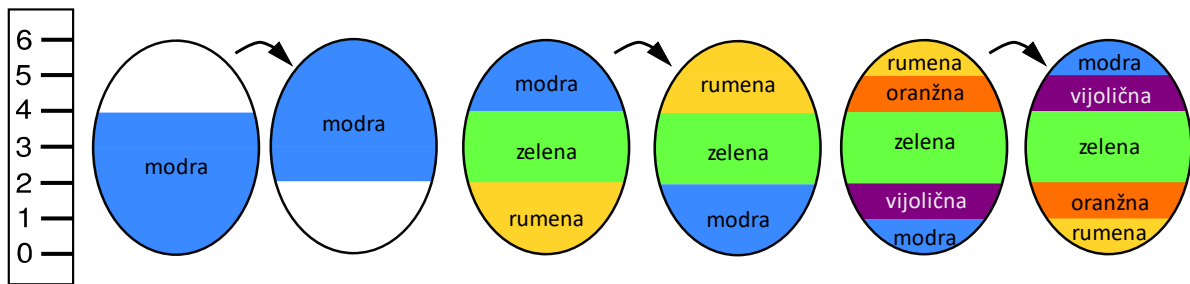 6
5
4
3
2
1
0
modra
modra
modra
zelena
rumena
rumena
zelena
modra
rumena
oranžna
zelena
vijolična
modra
modra
vijolična
zelena
oranžna
rumena